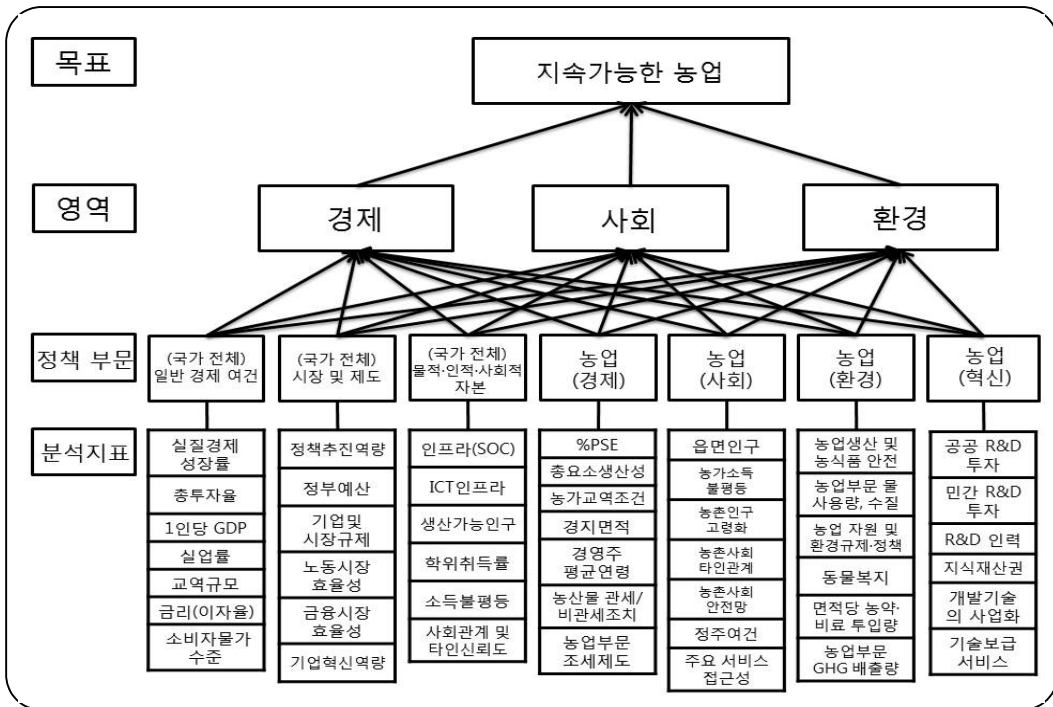 목표
지속가능한 농업
영역
경제
사회
환경
정책 부문
(국가 전체)
일반 경제 여건
(국가 전체)
시장 및 제도
(국가 전체)
물적·인적·사회적
자본
농업
(경제)
농업
(사회)
농업
(환경)
농업
(혁신)
분석지표
실질경제
성장률
총투자율
1인당 GDP
실업률
교역규모
금리(이자율)
소비자물가
수준
정책추진역량
정부예산
기업및
시장규제
노동시장
효율성
금융시장
효율성
기업혁신역량
인프라(SOC)
ICT인프라
생산가능인구
학위취득률
소득불평등
사회관계 및
타인신뢰도
%PSE
총요소생산성
농가교역조건
경지면적
경영주
평균연령
농산물 관세/
비관세조치
농업부문
조세제도
읍면인구
농가소득
불평등
농촌인구
고령화
농촌사회
타인관계
농촌사회
안전망
정주여건
주요 서비스
접근성
농업생산 및
농식품 안전
농업부문 물
사용량, 수질
농업 자원 및
환경규제·정책
동물복지
면적당 농약·
비료 투입량
농업부문
GHG 배출량
공공 R&D
투자
민간 R&D
투자
R&D 인력
지식재산권
개발기술
의 사업화
기술보급
서비스